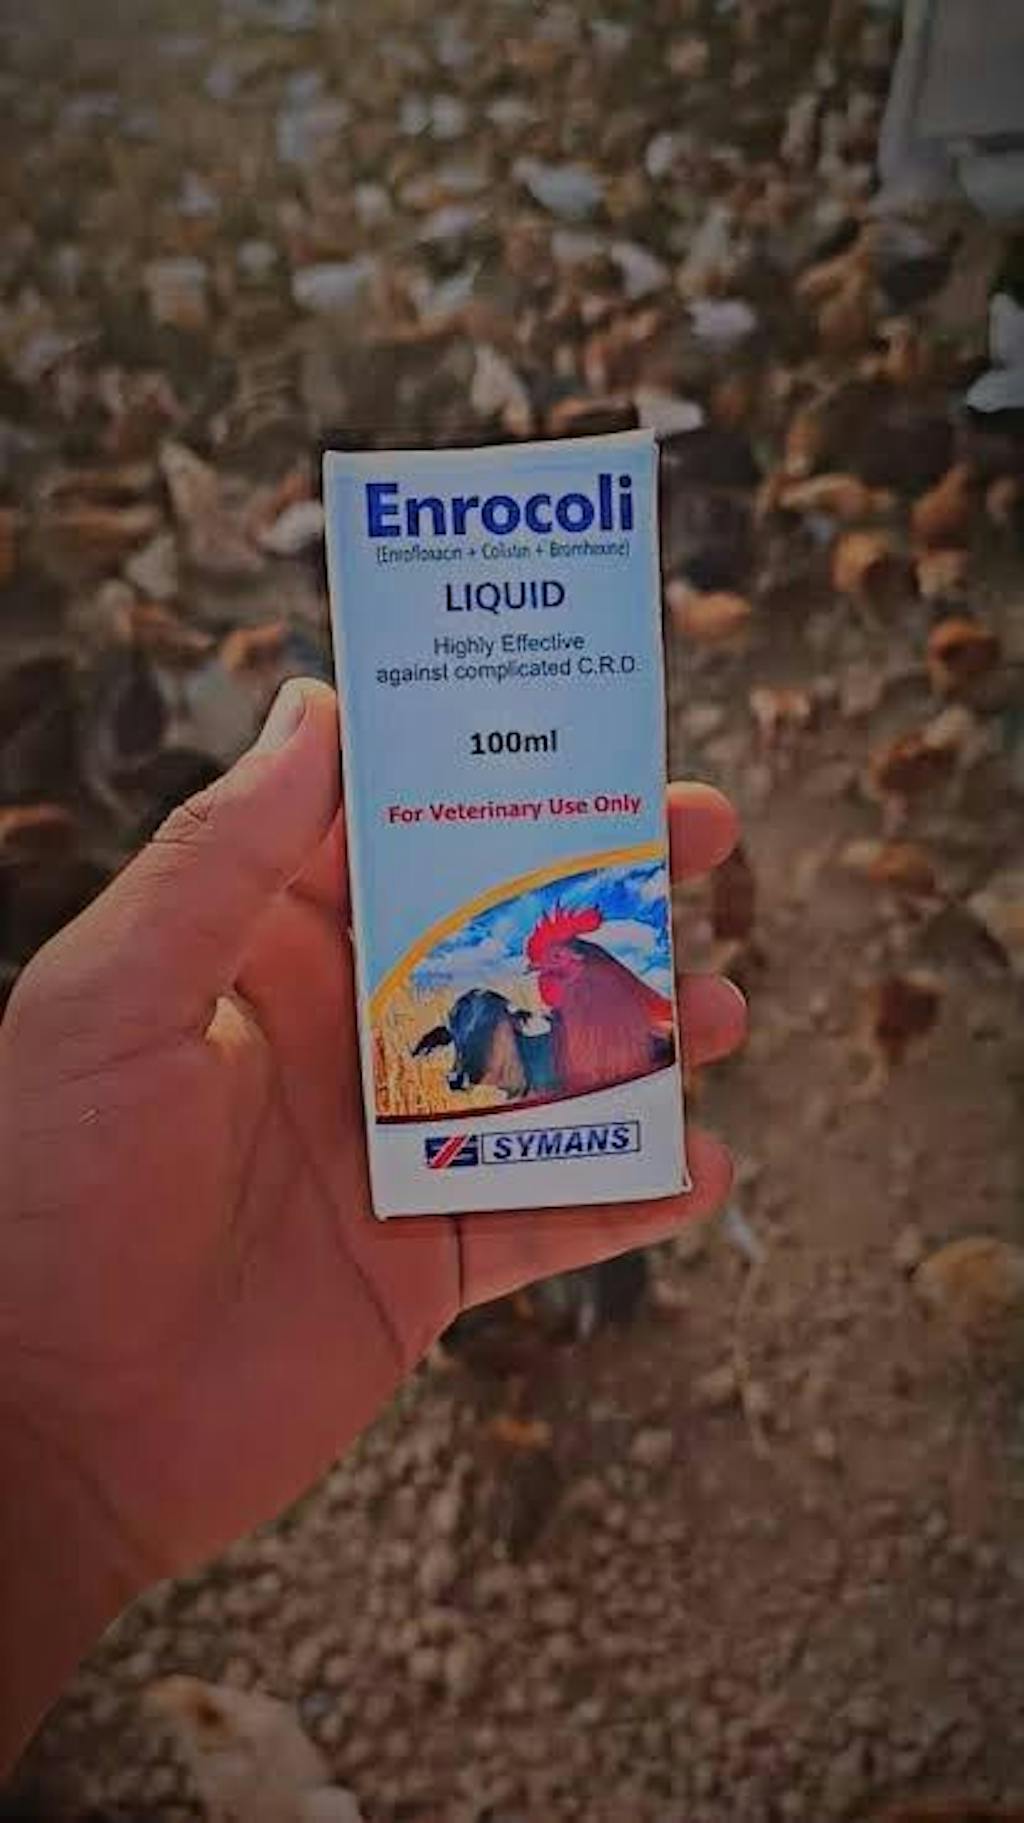 Enrocoli
(Enrofloxacin + Colistin + Bromhexine)
LIQUID
Highly Effective
against complicated C.R.D.
100ml
For Veterinary Use Only
SYMANS